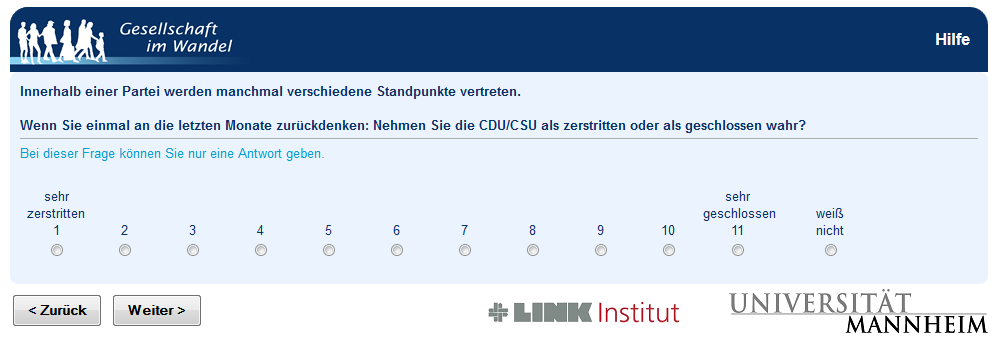 Gesellschaft
im Wandel
Hilfe
Innerhalb einer Partei werden manchmal verschiedene Standpunkte vertreten.
Wenn Sie einmal an die letzten Monate zurückdenken: Nehmen Sie die CDU/CSU als zerstritten oder als geschlossen wahr?
Bei dieser Frage können Sie nur eine Antwort geben.
sehr sehr
zerstritten geschlossen weiß
1 2 3 4 5 6 7 8 9 10 11 nicht
< Zurück Weiter >
LINK Institut
UNIVERSITÄT
MANNHEIM